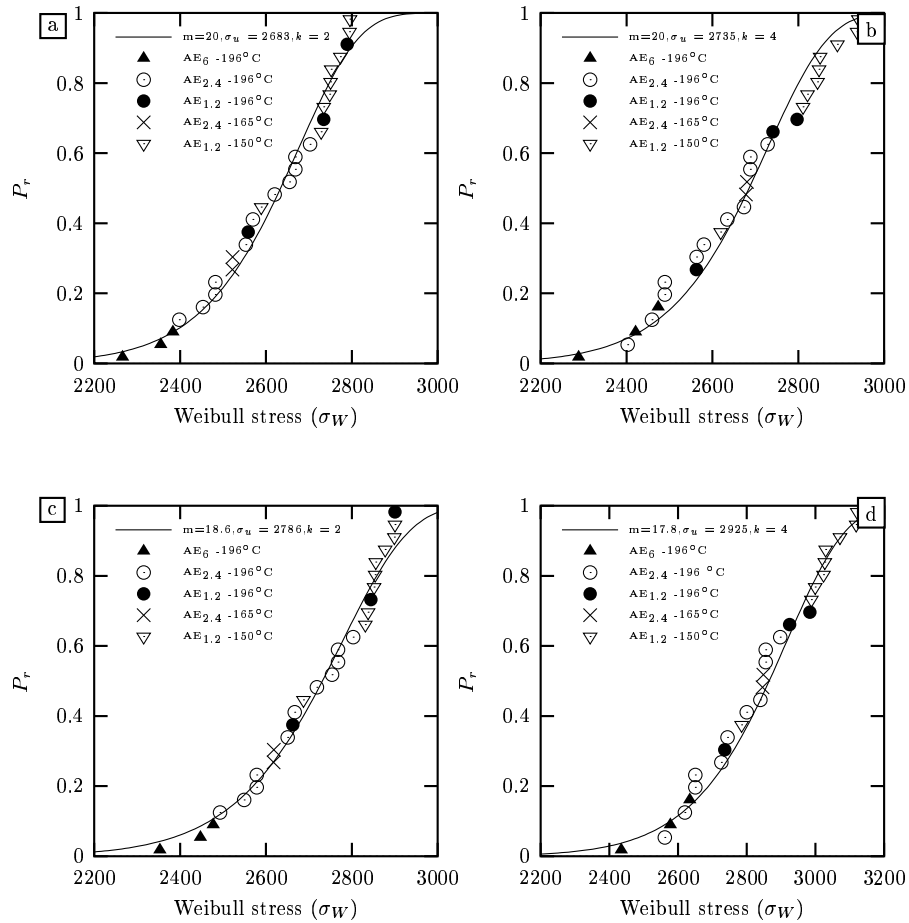 a
m=20,σu = 2683,k = 2
AE6 -196°C
AE2.4 -196°C
AE1.2 -196°C
AE2.4 -165°C
AE1.2 -150°C
1
0.8
0.6
0.4
0.2
0
Pr
2200 2400 2600 2800 3000
Weibull stress (σW)
b
m=20,σu = 2735,k = 4
AE6 -196°C
AE2.4 -196°C
AE1.2 -196°C
AE2.4 -165°C
AE1.2 -150°C
1
0.8
0.6
0.4
0.2
0
Pr
2200 2400 2600 2800 3000
Weibull stress (σW)
c
m=18.6,σu = 2786,k = 2
AE6 -196°C
AE2.4 -196°C
AE1.2 -196°C
AE2.4 -165°C
AE1.2 -150°C
1
0.8
0.6
0.4
0.2
0
Pr
2200 2400 2600 2800 3000
Weibull stress (σW)
d
m=17.8,σu = 2925,k = 4
AE6 -196°C
AE2.4 -196 °C
AE1.2 -196°C
AE2.4 -165°C
AE1.2 -150°C
1
0.8
0.6
0.4
0.2
0
Pr
2200 2400 2600 2800 3000 3200
Weibull stress (σW)